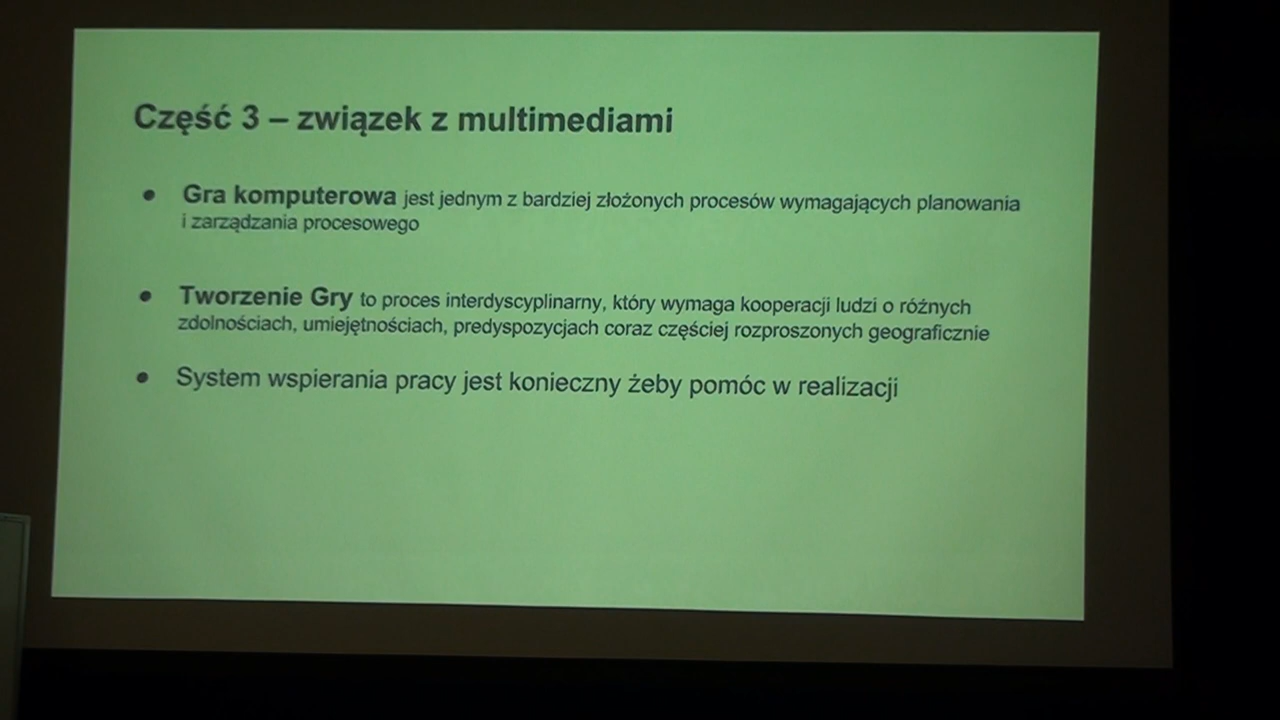 Część 3 – związek z multimediami
● Gra komputerowa jest jednym z bardziej złożonych procesów wymagających planowania
i zarządzania procesowego
● Tworzenie Gry to proces interdyscyplinarny, który wymaga kooperacji ludzi o różnych
zdolnościach, umiejętnościach, predyspozycjach coraz częściej rozproszonych geograficznie
● System wspierania pracy jest konieczny żeby pomóc w realizacji